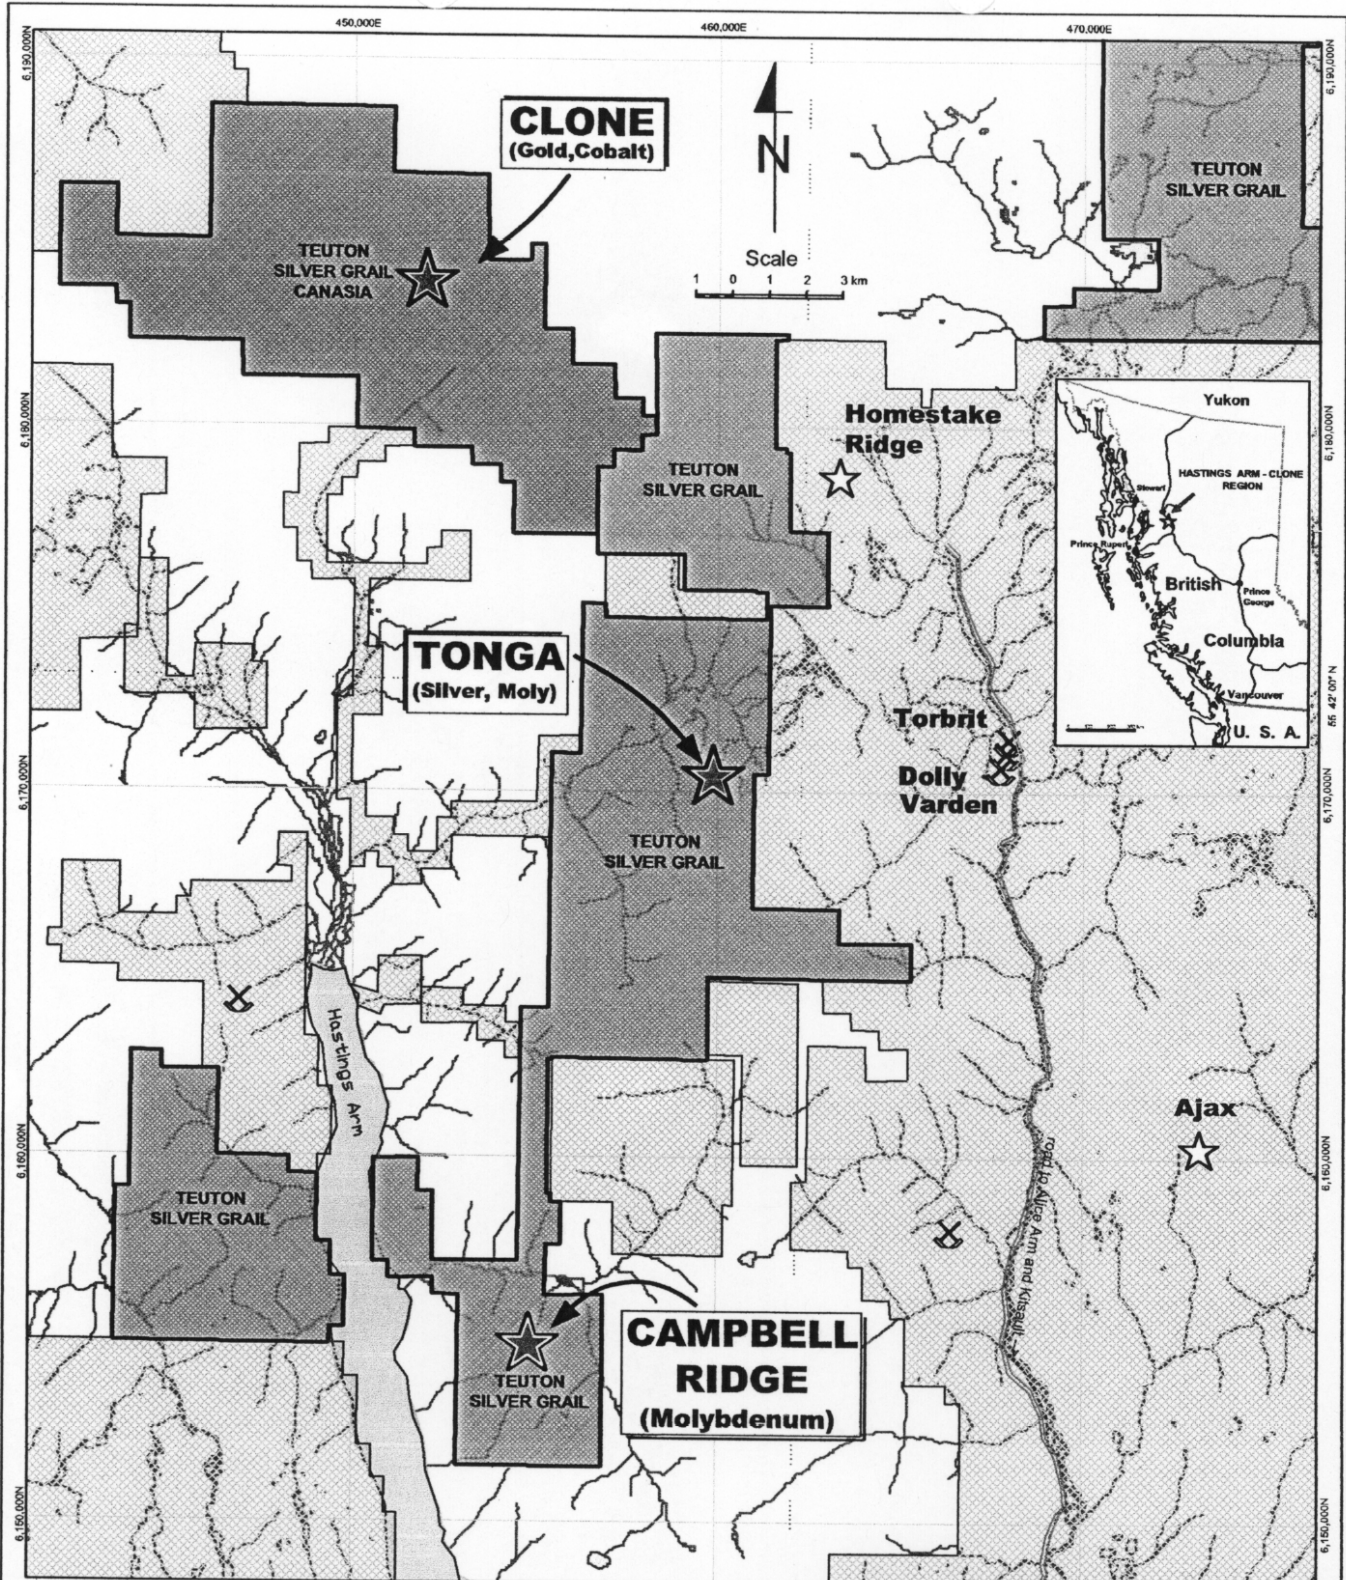 450,000E
460,000E
470,000E
6,190,000N
6,190,000N
CLONE
(Gold,Cobalt)
N
TEUTON
SILVER GRAIL
TEUTON
SILVER GRAIL
CANASIA
Scale
1 0 1 2 3 km
6,180,000N
6,180,000N
Homestake
Ridge
Yukon
HASTINGS ARM - CLONE
REGION
Stewart
Prince Rupert
British
Prince
George
Columbia
Vancouver
U. S. A.
TEUTON
SILVER GRAIL
TONGA
(Silver, Moly)
55 42' 00" N
Torbrit
Dolly
Varden
6,170,000N
6,170,000N
TEUTON
SILVER GRAIL
Hastings Arm
Ajax
6,160,000N
6,160,000N
road to Alice Arm and Kitsault
TEUTON
SILVER GRAIL
CAMPBELL
RIDGE
(Molybdenum)
TEUTON
SILVER GRAIL
6,150,000N
6,150,000N